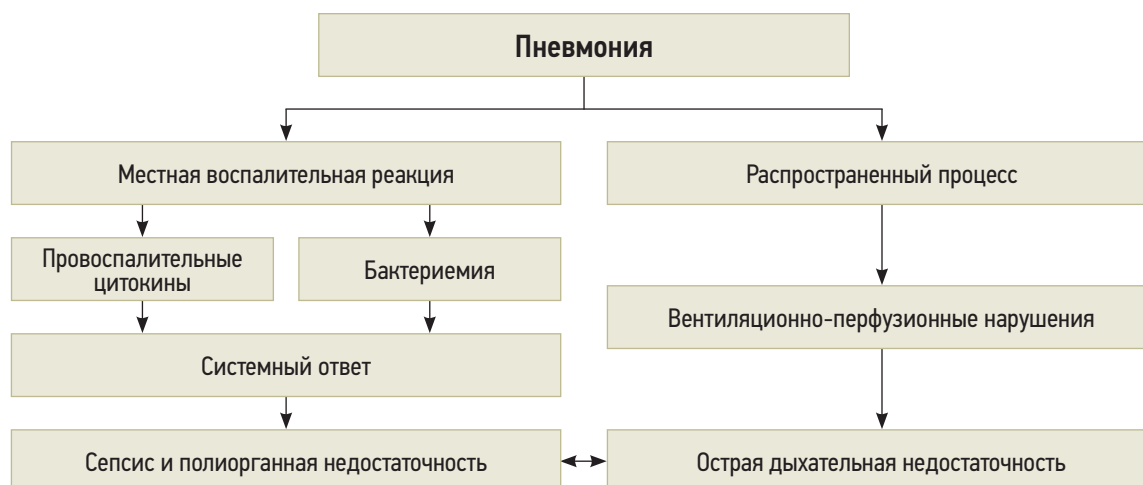 Пневмония
Местная воспалительная реакция
Распространенный процесс
Провоспалительные
цитокины
Бактериемия
Вентиляционно-перфузионные нарушения
Системный ответ
Сепсис и полиорганная недостаточность
Острая дыхательная недостаточность